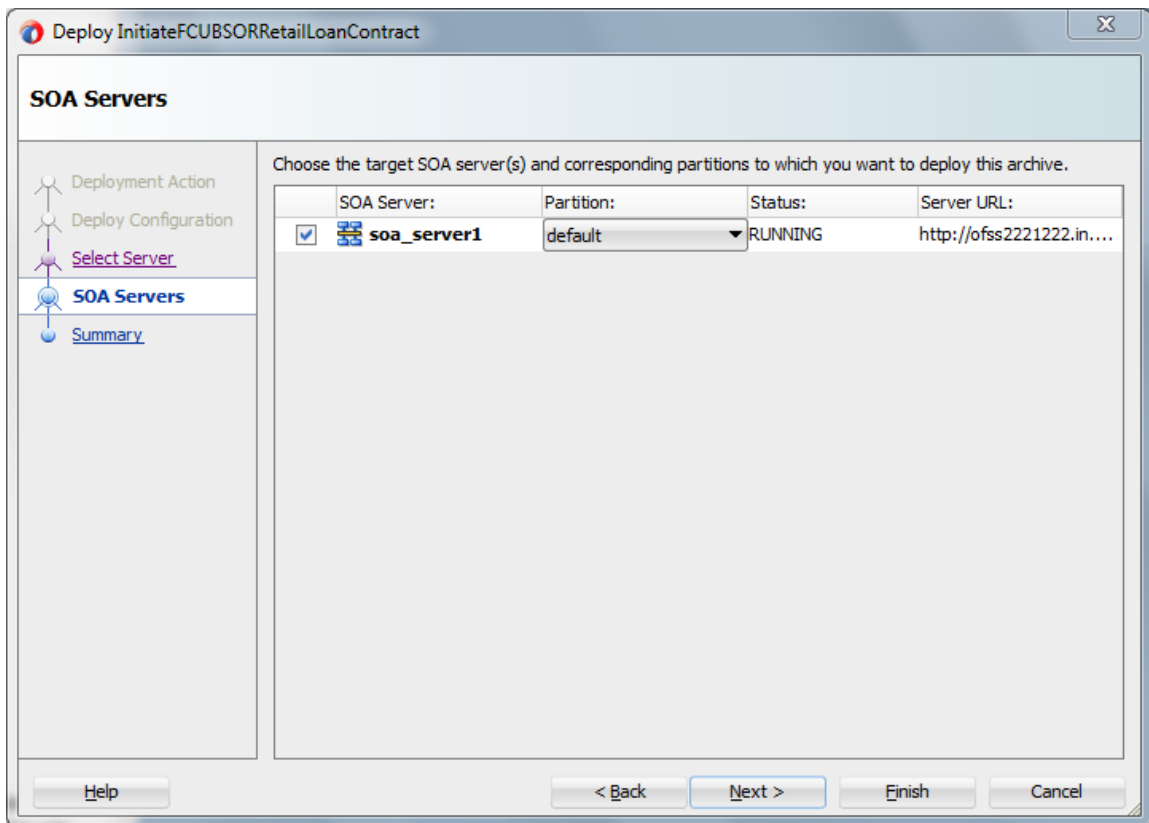 Deploy InitiateFCUBSORRetailLoanContract
SOA Servers
Deployment Action
Deploy Configuration
Select Server
SOA Servers
Summary
Choose the target SOA server(s) and corresponding partitions to which you want to deploy this archive.
SOA Server: Partition: Status: Server URL:
soa_server1 default RUNNING http://ofss2221222.in....
Help < Back Next > Finish Cancel